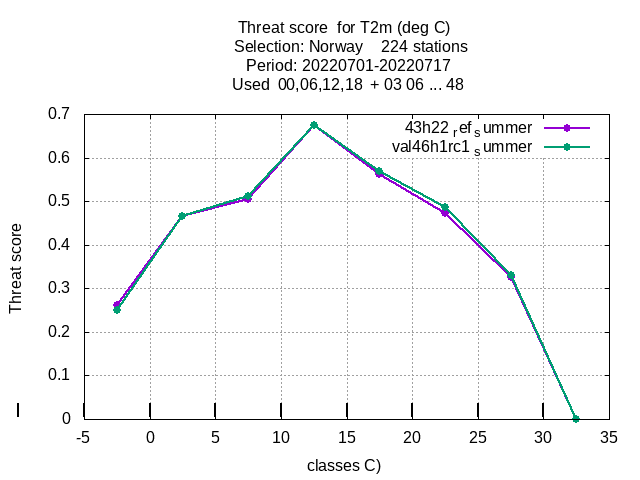 Threat score  for T2m (deg C)
Selection: Norway    224 stations
Period: 20220701-20220717
Used  00,06,12,18  + 03 06 ... 48
0.7
0.6
0.5
0.4
0.3
0.2
0.1
0
43h22_ref_summer
val46h1rc1_summer
Threat score
-5
0
5
10
15
20
25
30
35
classes C)